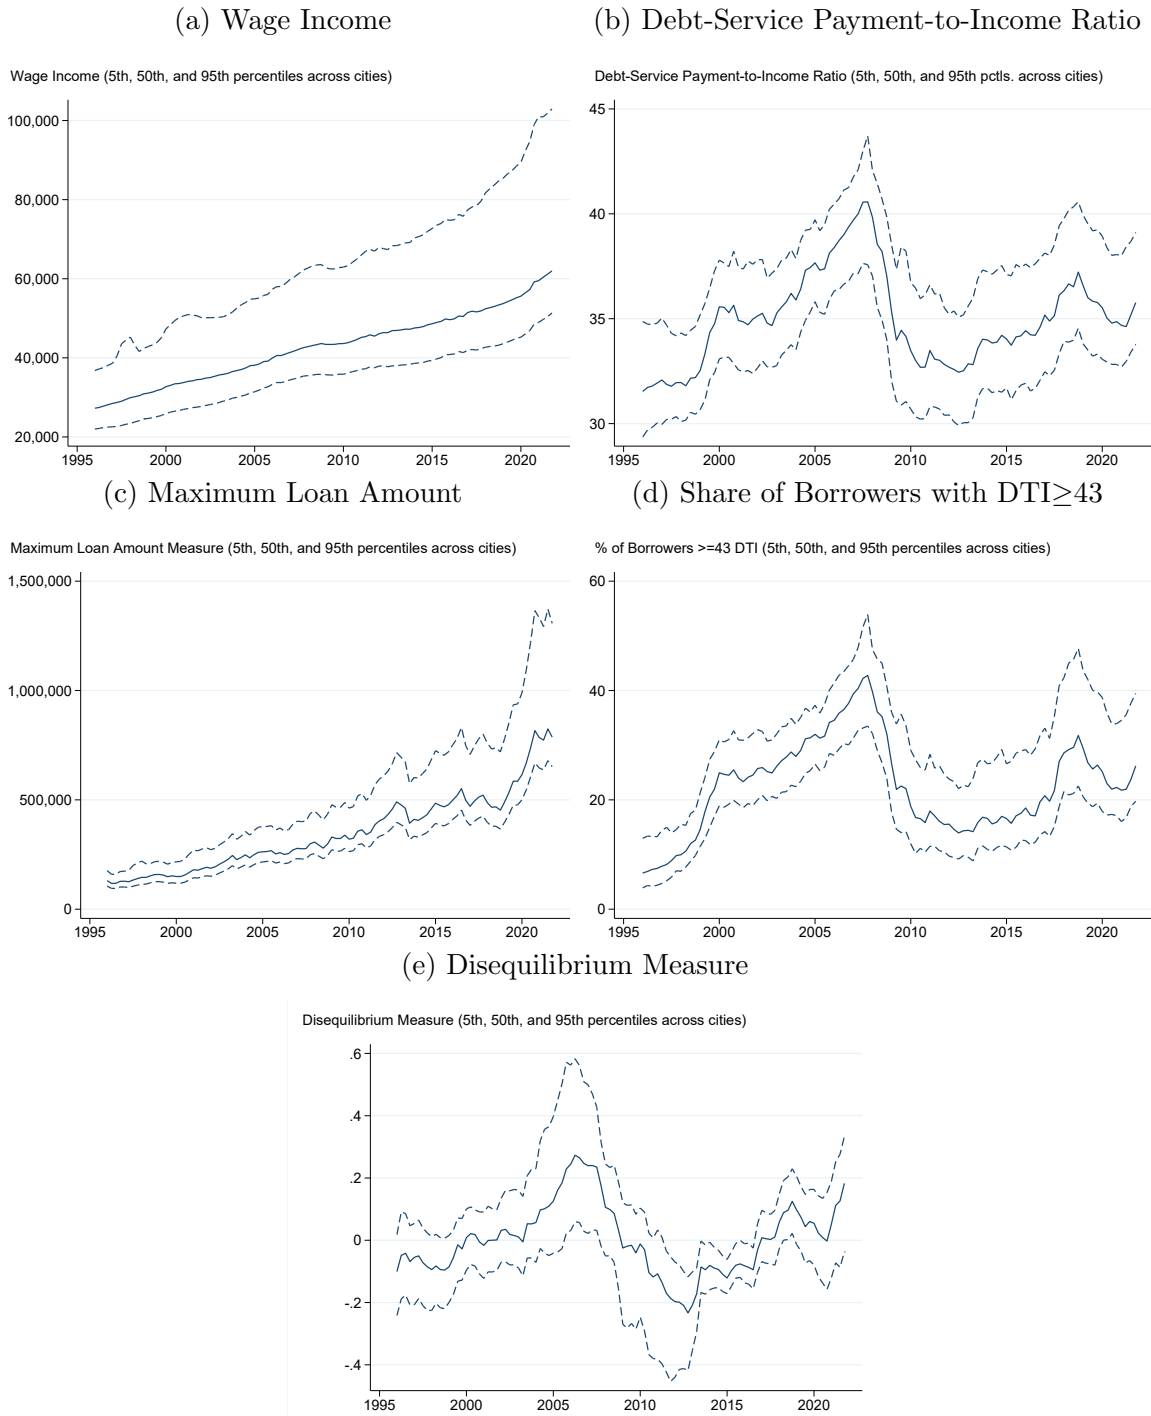 (a) Wage Income
(b) Debt-Service Payment-to-Income Ratio
Wage Income (5th, 50th, and 95th percentiles across cities)
100,000
80,000
60,000
40,000
20,000
1995 2000 2005 2010 2015 2020
Debt-Service Payment-to-Income Ratio (5th, 50th, and 95th pctls. across cities)
45
40
35
30
1995 2000 2005 2010 2015 2020
(c) Maximum Loan Amount
(d) Share of Borrowers with DTI≥43
Maximum Loan Amount Measure (5th, 50th, and 95th percentiles across cities)
1,500,000
1,000,000
500,000
0
1995 2000 2005 2010 2015 2020
% of Borrowers >=43 DTI (5th, 50th, and 95th percentiles across cities)
60
40
20
0
1995 2000 2005 2010 2015 2020
(e) Disequilibrium Measure
Disequilibrium Measure (5th, 50th, and 95th percentiles across cities)
.6
.4
.2
0
-.2
-.4
1995 2000 2005 2010 2015 2020